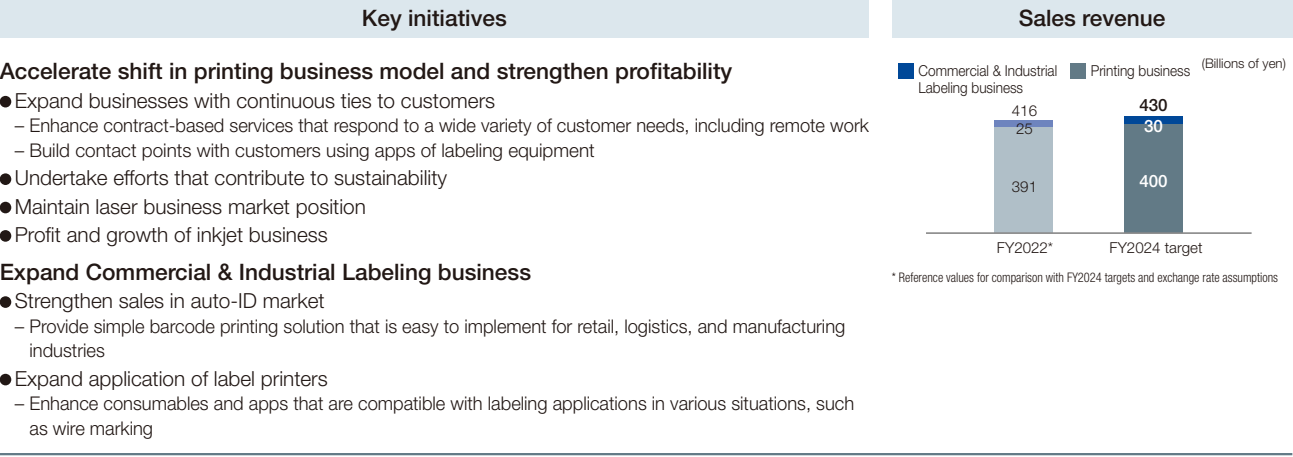 Key initiatives
Accelerate shift in printing business model and strengthen profitability
● Expand businesses with continuous ties to customers
– Enhance contract-based services that respond to a wide variety of customer needs, including remote work
– Build contact points with customers using apps of labeling equipment
● Undertake efforts that contribute to sustainability
● Maintain laser business market position
● Profit and growth of inkjet business
Expand Commercial & Industrial Labeling business
● Strengthen sales in auto-ID market
– Provide simple barcode printing solution that is easy to implement for retail, logistics, and manufacturing
industries
● Expand application of label printers
– Enhance consumables and apps that are compatible with labeling applications in various situations, such
as wire marking
Sales revenue
(Billions of yen)
Commercial & Industrial
Labeling business
Printing business
416
25
391
430
30
400
FY2022*
FY2024 target
* Reference values for comparison with FY2024 targets and exchange rate assumptions